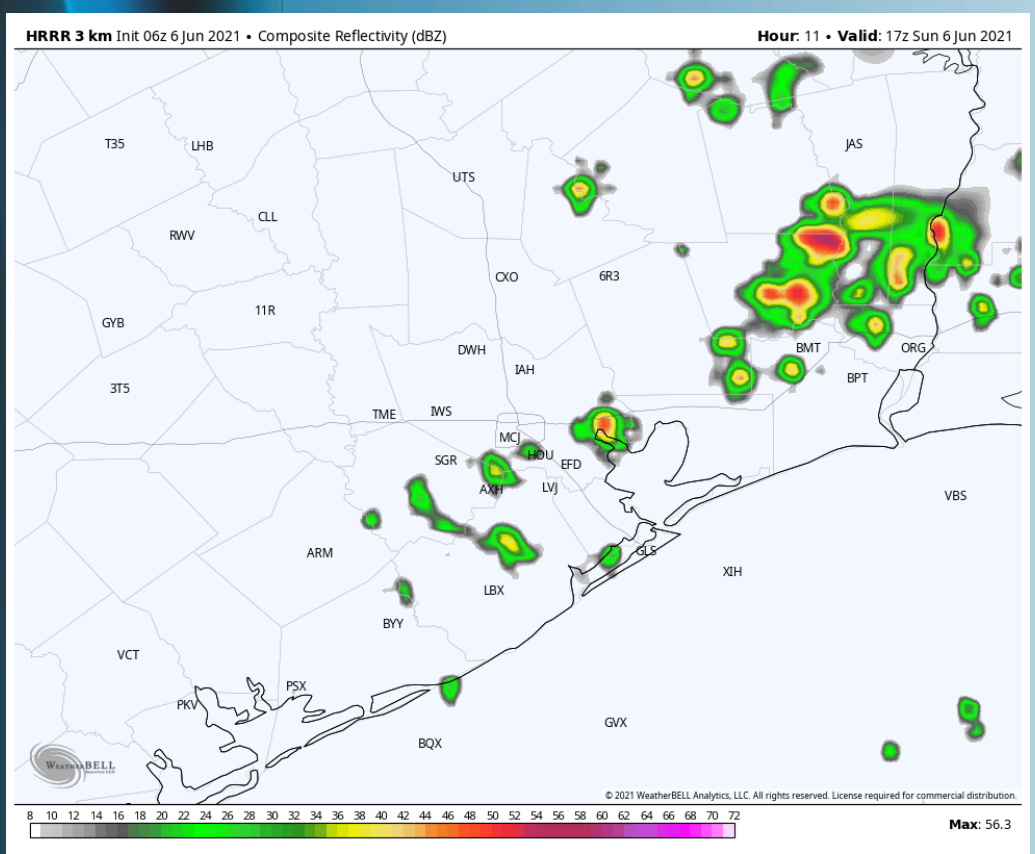 HRRR 3 km Init 06z 6 Jun 2021 • Composite Reflectivity (dBZ) Hour: 11 • Valid: 17z Sun 6 Jun 2021
T35 LHB JAS
UTS
CLL
RWV
CXO 6R3
11R
GYB
DWH BMT ORG
IAH
3T5 BPT
TME IWS
MCJ
HOU
SGR EFD
AXH LVJ
VBS
ARM GLS
XIH
LBX
BYY
VCT
PSX
PKV
GVX
BQX
WEATHERBELL
ANALYTICS LLC
© 2021 WeatherBELL Analytics, LLC. All rights reserved. License required for commercial distribution.
8 10 12 14 16 18 20 22 24 26 28 30 32 34 36 38 40 42 44 46 48 50 52 54 56 58 60 62 64 66 68 70 72
Max: 56.3